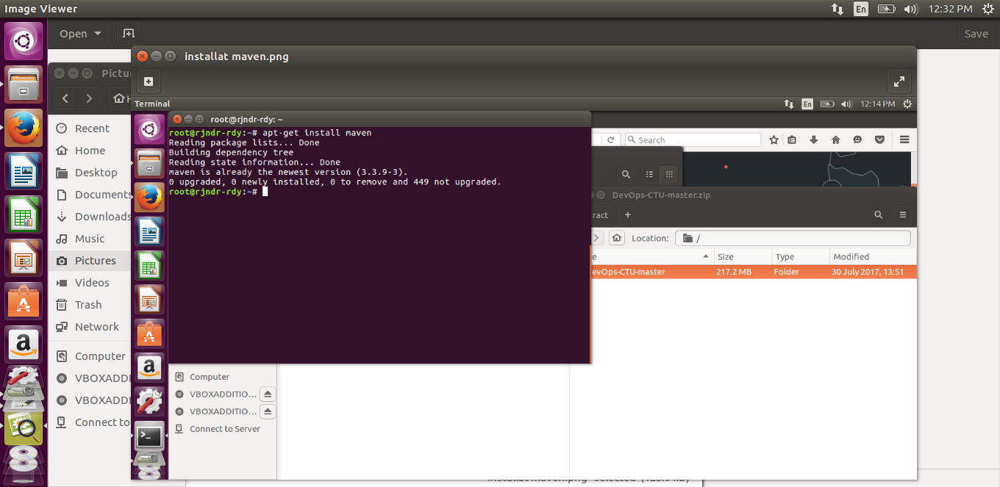 Image Viewer
En
12:32 PM
Open
Save
installat maven.png
Terminal
En
12:14 PM
root@rjndr-rdy: ~
root@rjndr-rdy:~# apt-get install maven
Reading package lists... Done
Building dependency tree
Reading state information... Done
maven is already the newest version (3.3.9-3).
0 upgraded, 0 newly installed, 0 to remove and 449 not upgraded.
root@rjndr-rdy:~#
Search
DevOps-CTU-master.zip
ract
Location:
/
e
Size
Type
Modified
evOps-CTU-master
217.2 MB
Folder
30 July 2017, 13:51
Computer
VBOXADDITIO...
VBOXADDITIO...
Connect to Server
Pictu
H
Recent
Home
Desktop
Documents
Downloads
Music
Pictures
Videos
Trash
Network
Computer
VBOXADDI
VBOXADDI
Connect to